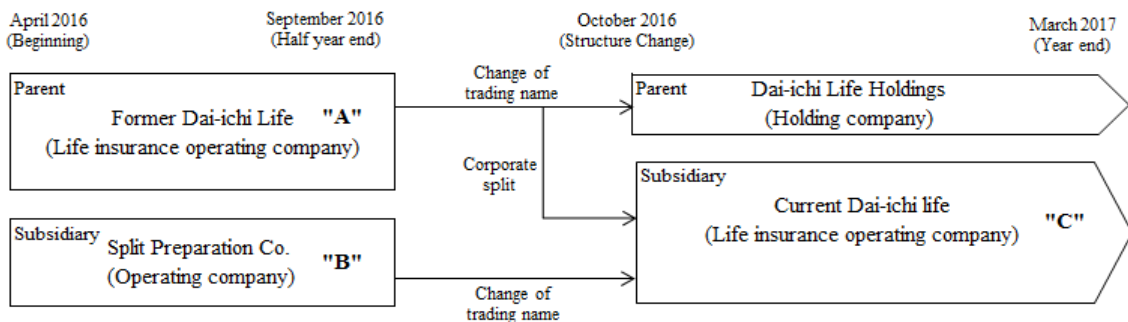 April 2016
(Beginning)
September 2016
(Half year end)
October 2016
(Structure Change)
March 2017
(Year end)
Parent
Former Dai-ichi Life "A"
(Life insurance operating company)
Change of
trading name
Parent
Dai-ichi Life Holdings
(Holding company)
Corporate
split
Subsidiary
Current Dai-ichi life
(Life insurance operating company) "C"
Subsidiary
Split Preparation Co.
(Operating company) "B"
Change of
trading name